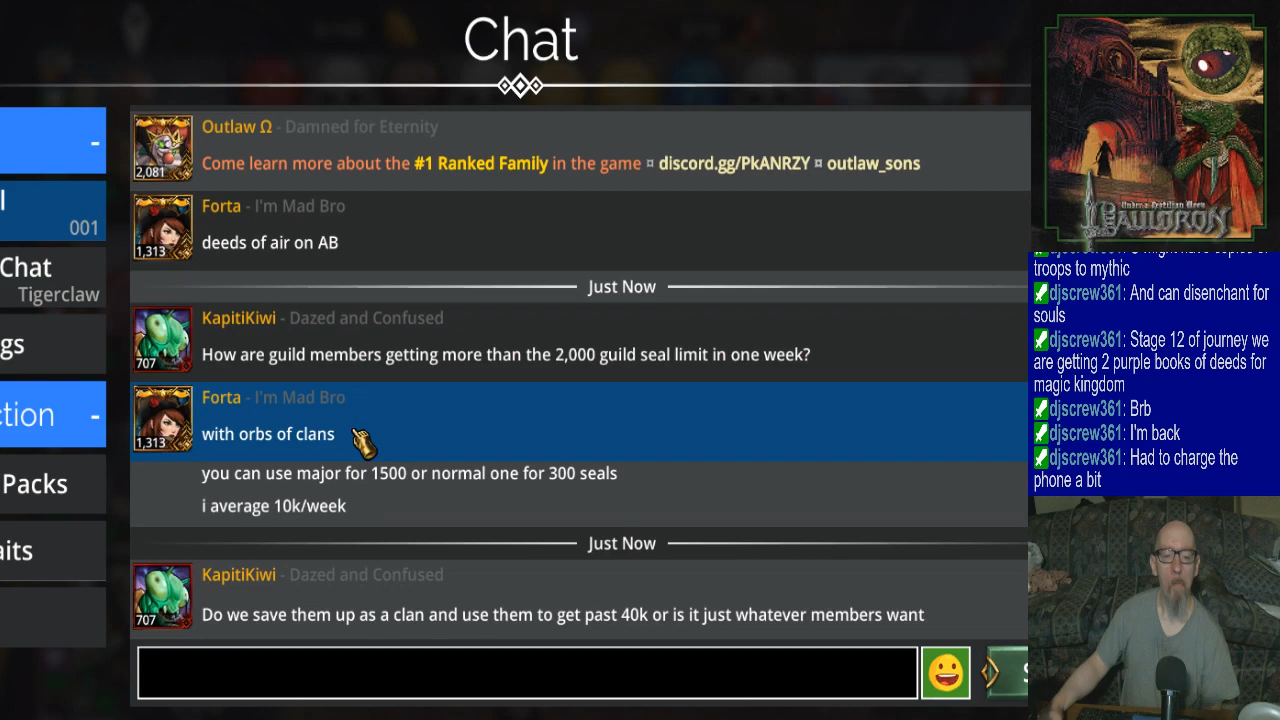 Chat
-
l
001
Chat
Tigerclaw
gs
ction -
Packs
aits
Outlaw Ω - Damned for Eternity
Come learn more about the #1 Ranked Family in the game ¤ discord.gg/PkANRZY ¤ outlaw_sons
2,081
Forta - I'm Mad Bro
deeds of air on AB
1,313
Just Now
KapitiKiwi - Dazed and Confused
How are guild members getting more than the 2,000 guild seal limit in one week?
707
Forta - I'm Mad Bro
with orbs of clans
1,313
you can use major for 1500 or normal one for 300 seals
i average 10k/week
Just Now
KapitiKiwi - Dazed and Confused
Do we save them up as a clan and use them to get past 40k or is it just whatever members want
707
Under a Reptilian Moon
CAULDRON
troops to mythic
djscrew361: And can disenchant for
souls
djscrew361: Stage 12 of journey we
are getting 2 purple books of deeds for
magic kingdom
djscrew361: Brb
djscrew361: I'm back
djscrew361: Had to charge the
phone a bit